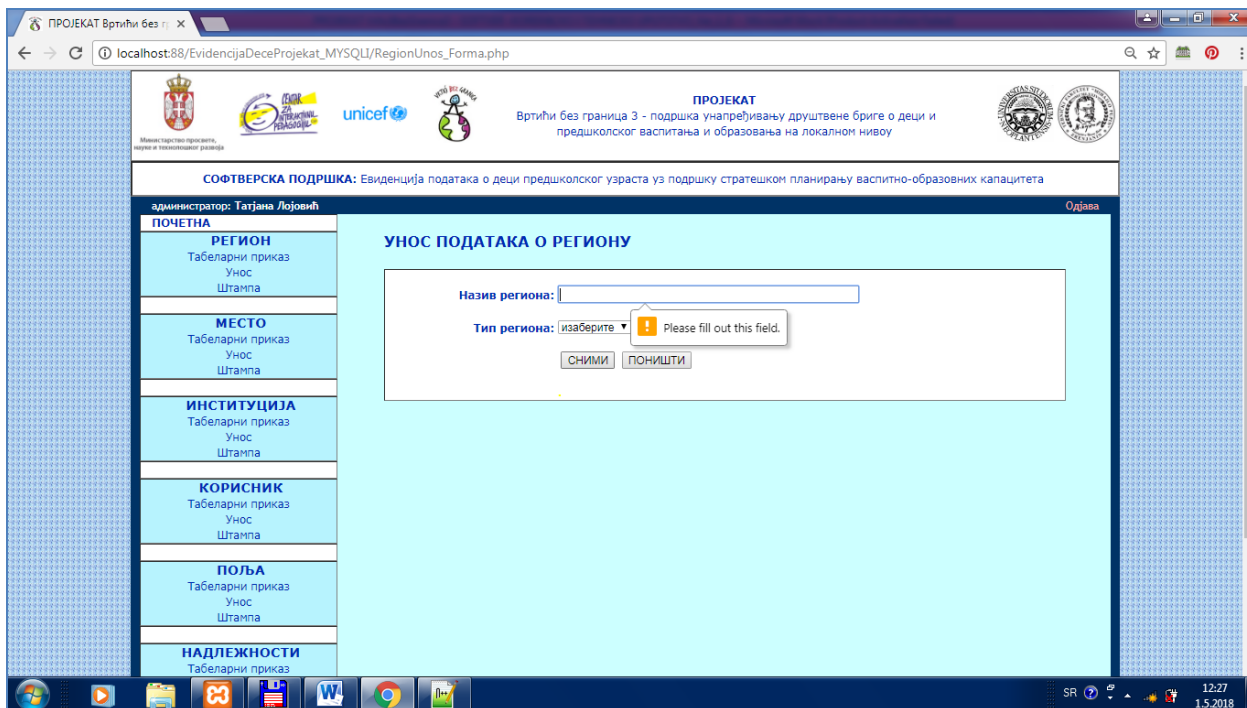 ПРОЈЕКАТ Вртићи без г
localhost:88/EvidencijaDeceProjekat_MYSQLI/RegionUnos_Forma.php
Министарство просвете,
науке и технолошког развоја
CENTAR
ZA
INTERAKTIVNU
PEDAGOGIJU
unicef
ПРОЈЕКАТ
Вртићи без граница 3 - подршка унапређивању друштвене бриге о деци и
предшколског васпитања и образовања на локалном нивоу
СОФТВЕРСКА ПОДРШКА: Евиденција података о деци предшколског узраста уз подршку стратешком планирању васпитно-образовних капацитета
администратор: Татјана Лојовић
Одјава
ПОЧЕТНА
РЕГИОН
Табеларни приказ
Унос
Штампа
МЕСТО
Табеларни приказ
Унос
Штампа
ИНСТИТУЦИЈА
Табеларни приказ
Унос
Штампа
КОРИСНИК
Табеларни приказ
Унос
Штампа
ПОЉА
Табеларни приказ
Унос
Штампа
НАДЛЕЖНОСТИ
Табеларни приказ
УНОС ПОДАТАКА О РЕГИОНУ
Назив региона:
Тип региона: изаберите
Please fill out this field.
СНИМИ ПОНИШТИ
SR
12:27
1.5.2018